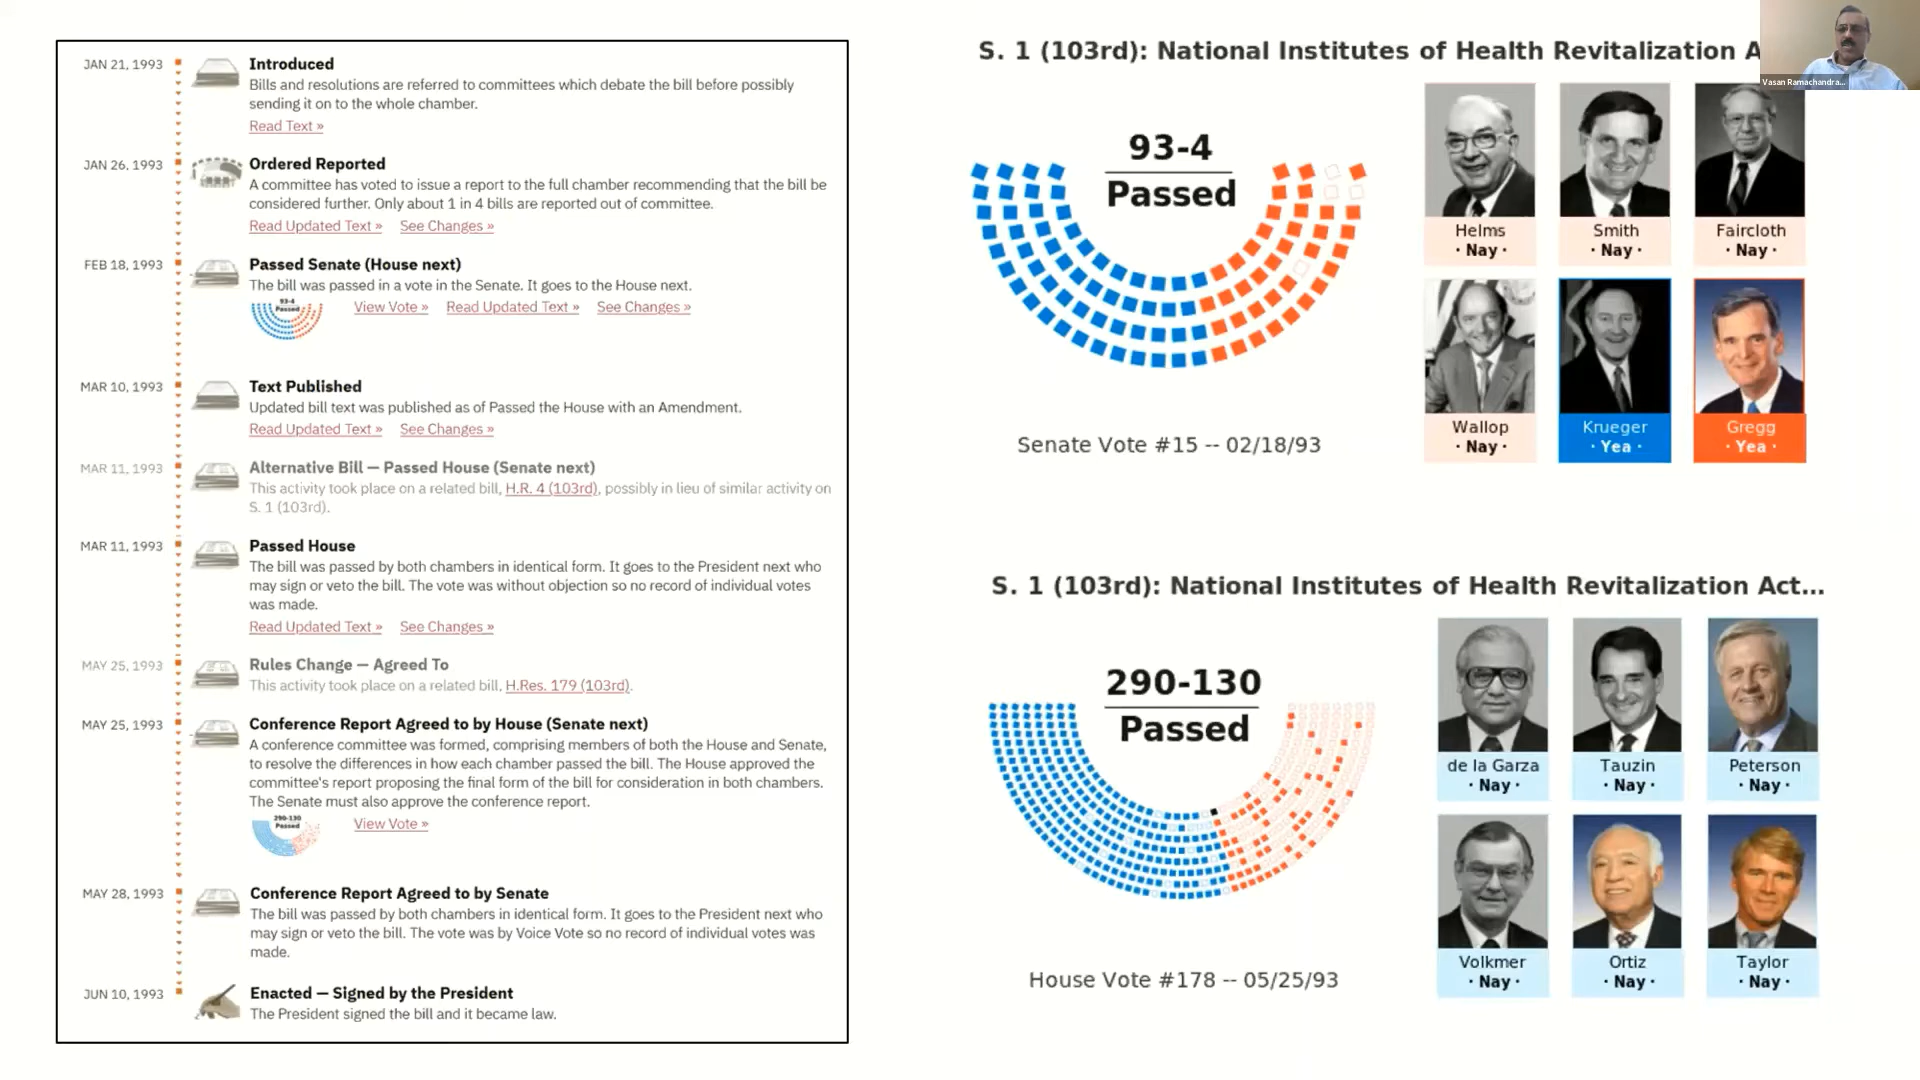 JAN 21, 1993
Introduced
Bills and resolutions are referred to committees which debate the bill before possibly
sending it on to the whole chamber.
Read Text »
JAN 26, 1993
Ordered Reported
A committee has voted to issue a report to the full chamber recommending that the bill be
considered further. Only about 1 in 4 bills are reported out of committee.
Read Updated Text » See Changes »
FEB 18, 1993
Passed Senate (House next)
The bill was passed in a vote in the Senate. It goes to the House next.
93-4
Passed
View Vote » Read Updated Text » See Changes »
MAR 10, 1993
Text Published
Updated bill text was published as of Passed the House with an Amendment.
Read Updated Text » See Changes »
MAR 11, 1993
Alternative Bill — Passed House (Senate next)
This activity took place on a related bill, H.R. 4 (103rd), possibly in lieu of similar activity on
S. 1 (103rd).
MAR 11, 1993
Passed House
The bill was passed by both chambers in identical form. It goes to the President next who
may sign or veto the bill. The vote was without objection so no record of individual votes
was made.
Read Updated Text » See Changes »
MAY 25, 1993
Rules Change — Agreed To
This activity took place on a related bill, H.Res. 179 (103rd).
MAY 25, 1993
Conference Report Agreed to by House (Senate next)
A conference committee was formed, comprising members of both the House and Senate,
to resolve the differences in how each chamber passed the bill. The House approved the
committee's report proposing the final form of the bill for consideration in both chambers.
The Senate must also approve the conference report.
290-130
Passed
View Vote »
MAY 28, 1993
Conference Report Agreed to by Senate
The bill was passed by both chambers in identical form. It goes to the President next who
may sign or veto the bill. The vote was by Voice Vote so no record of individual votes was
made.
JUN 10, 1993
Enacted — Signed by the President
The President signed the bill and it became law.
S. 1 (103rd): National Institutes of Health Revitalization A
93-4
Passed
Senate Vote #15 -- 02/18/93
Helms Smith Faircloth
· Nay · · Nay · · Nay ·
Wallop Krueger Gregg
· Nay · · Yea · · Yea ·
S. 1 (103rd): National Institutes of Health Revitalization Act...
290-130
Passed
House Vote #178 -- 05/25/93
de la Garza Tauzin Peterson
· Nay · · Nay · · Nay ·
Volkmer Ortiz Taylor
· Nay · · Nay · · Nay ·
Vasan Ramachandra...